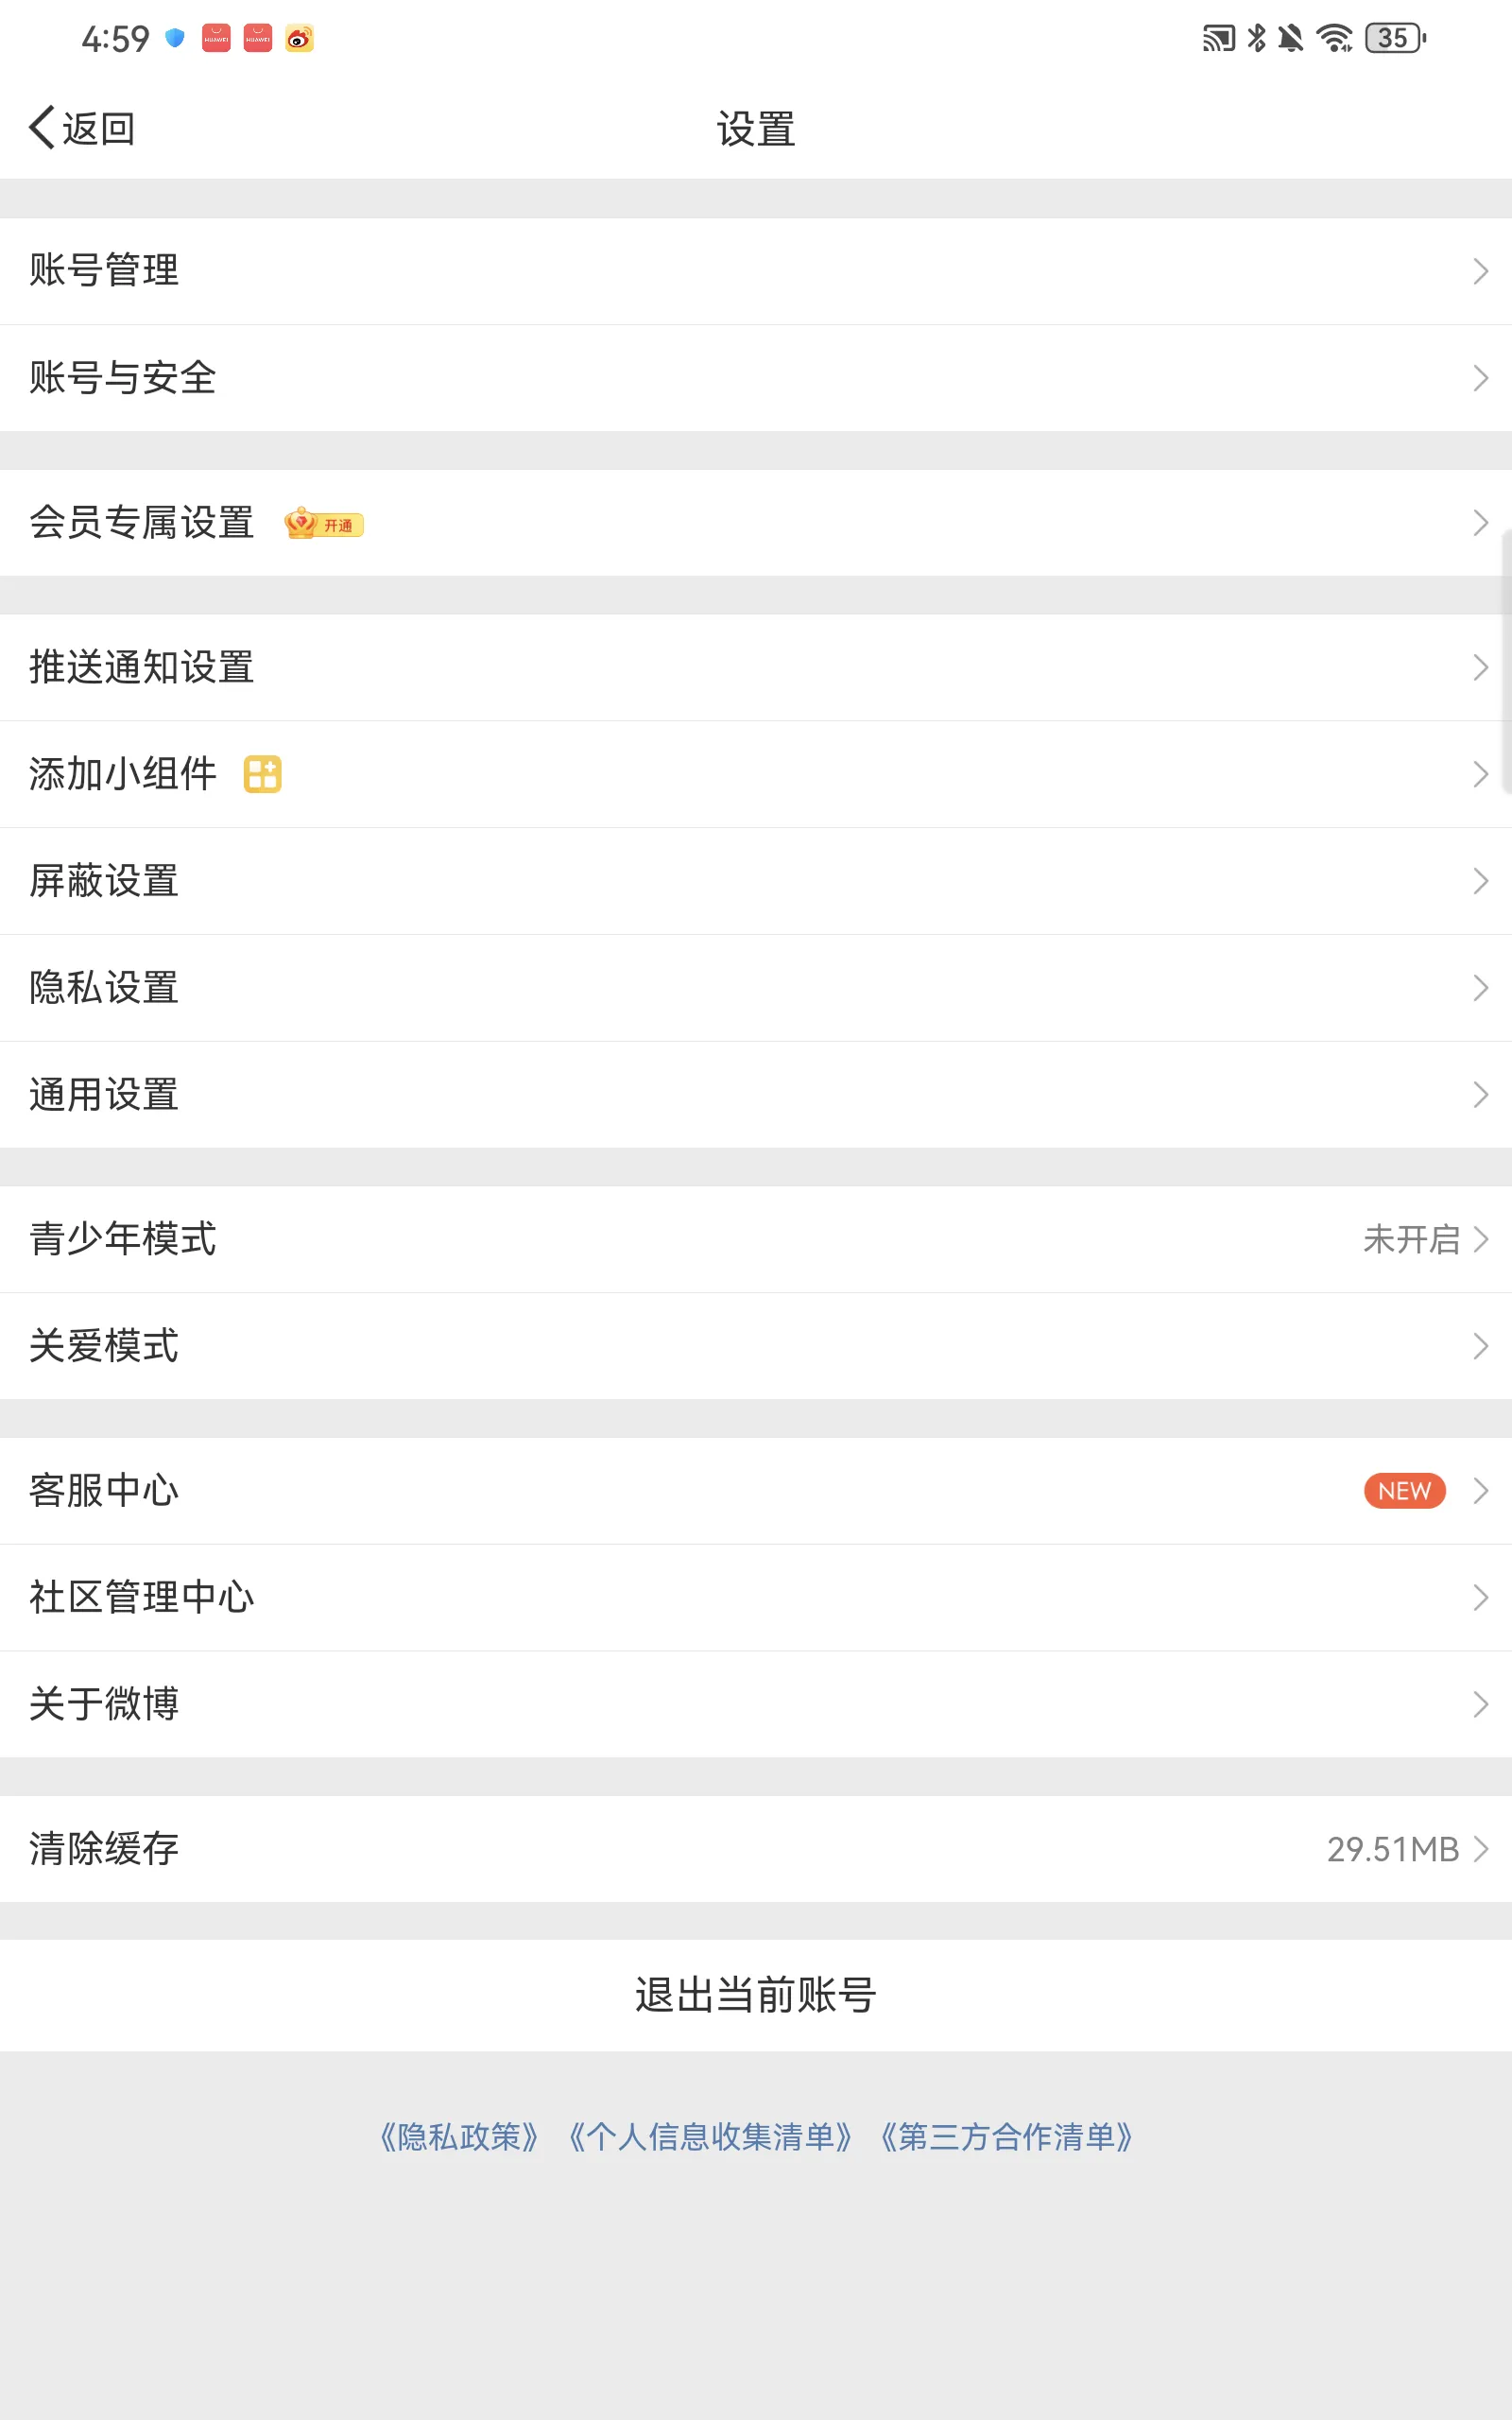 4:59 HUAWEI HUAWEI 35
返回 设置
账号管理
账号与安全
会员专属设置 开通
推送通知设置
添加小组件
屏蔽设置
隐私设置
通用设置
青少年模式 未开启
关爱模式
客服中心 NEW
社区管理中心
关于微博
清除缓存 29.51MB
退出当前账号
《隐私政策》《个人信息收集清单》《第三方合作清单》